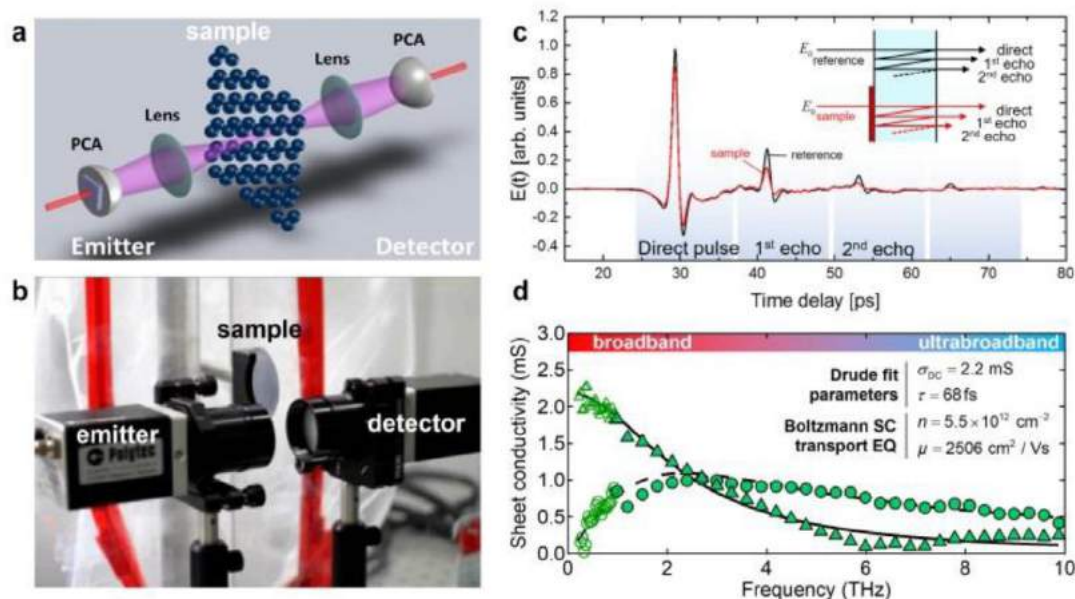 a
sample
PCA
Lens
Lens
PCA
Emitter
Detector
b
sample
emitter
detector
Polytec
c
E(t) [arb. units]
1.2
1.0
0.8
0.6
0.4
0.2
0.0
-0.2
-0.4
E₀
reference
direct
1st echo
2nd echo
E₀
sample
direct
1st echo
2nd echo
sample
reference
Direct pulse
1st echo
2nd echo
20
30
40
50
60
70
80
Time delay [ps]
d
Sheet conductivity (mS)
3.0
2.5
2.0
1.5
1.0
0.5
0.0
broadband
ultrabroadband
Drude fit
parameters
σDC = 2.2 mS
τ = 68 fs
Boltzmann SC
transport EQ
n = 5.5×10¹² cm⁻²
μ = 2506 cm² / Vs
0
2
4
6
8
10
Frequency (THz)